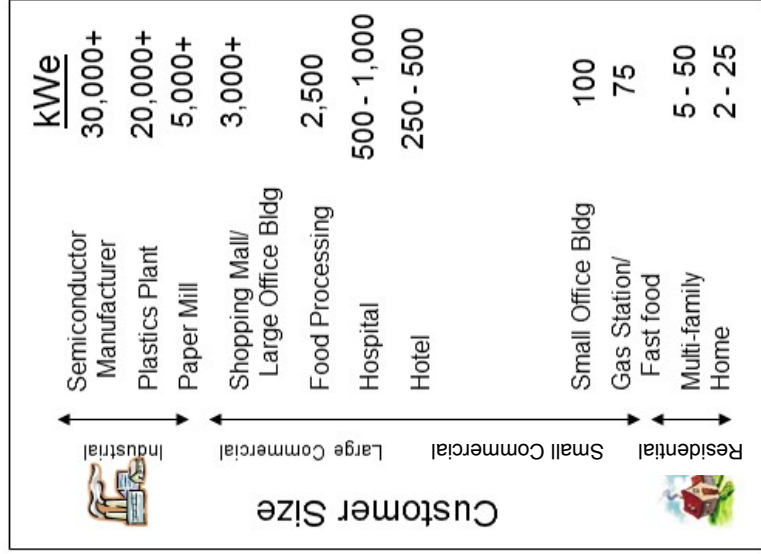 kWe
Semiconductor
Manufacturer
30,000+
Plastics Plant
20,000+
Paper Mill
5,000+
Shopping Mall/
Large Office Bldg
3,000+
Food Processing
2,500
Hospital
500 - 1,000
Hotel
250 - 500
Small Office Bldg
100
Gas Station/
Fast food
75
Multi-family
5 - 50
Home
2 - 25
Industrial
Large Commercial
Small Commercial
Residential
Customer Size